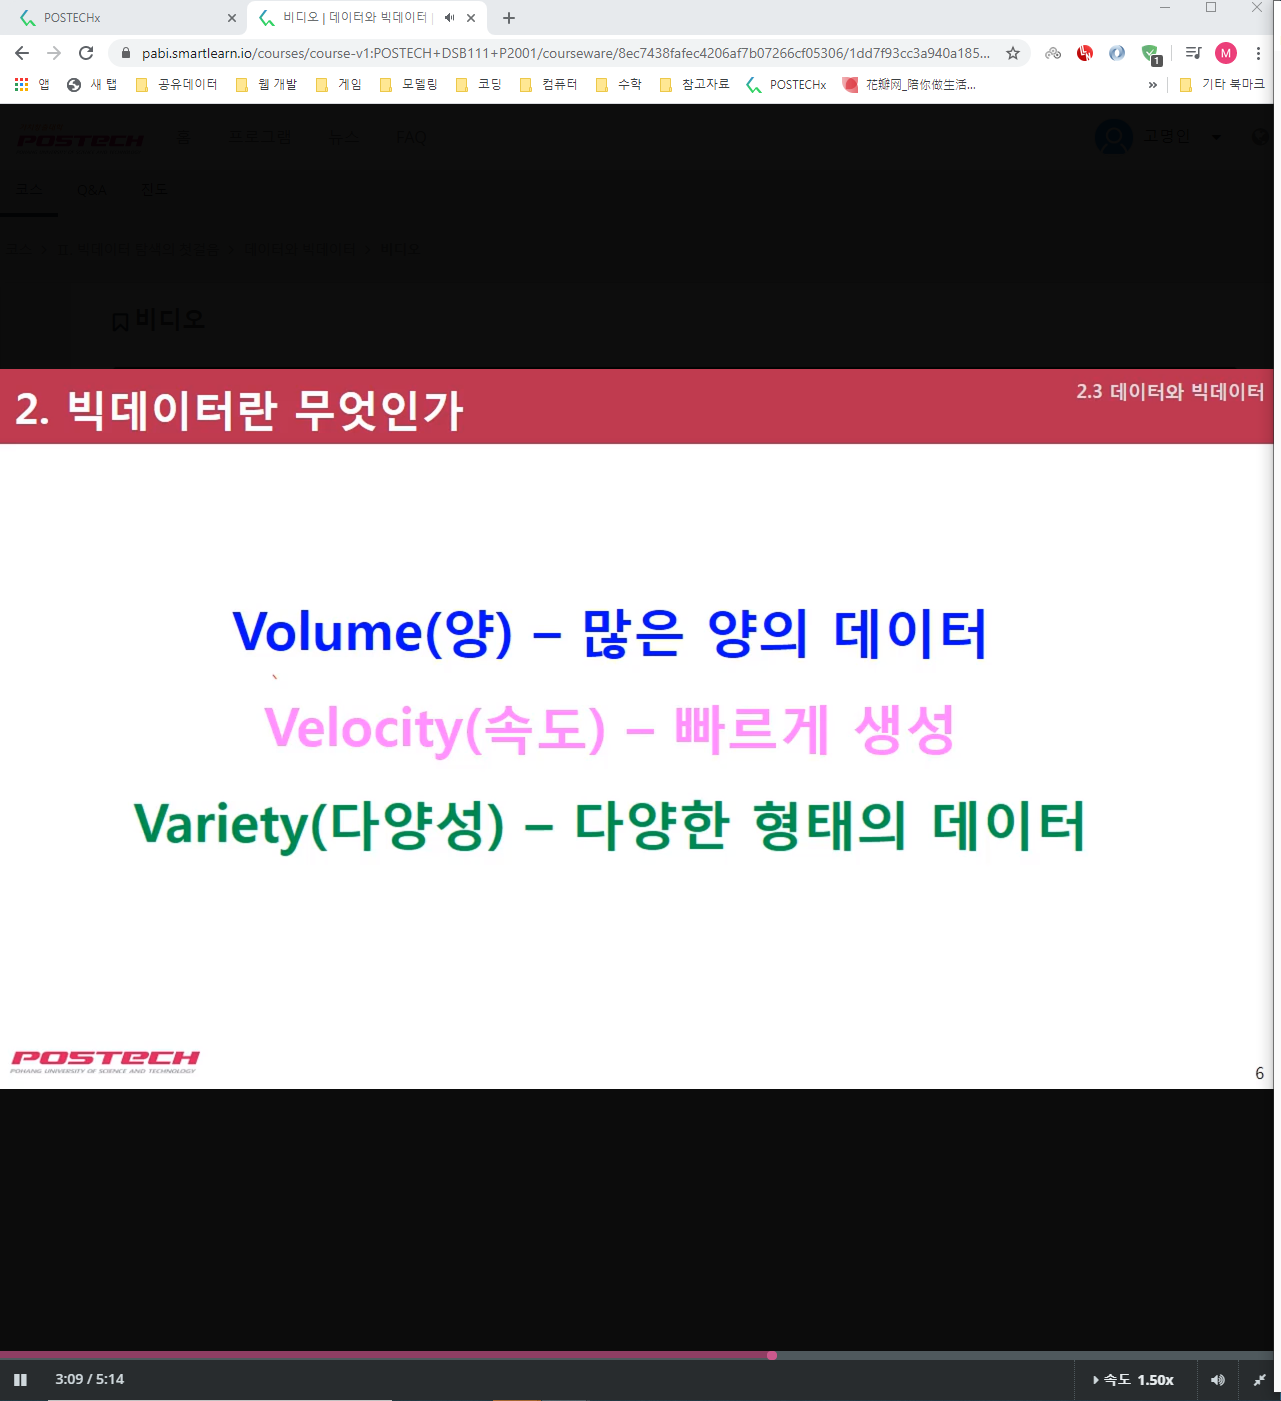 POSTECHx
비디오 | 데이터와 빅데이터 |
pabi.smartlearn.io/courses/course-v1:POSTECH+DSB111+P2001/courseware/8ec7438fafec4206af7b07266cf05306/1dd7f93cc3a940a185...
1
M
앱 새 탭 공유데이터 웹 개발 게임 모델링 코딩 컴퓨터 수학 참고자료 POSTECHx 花瓣网_陪你做生活... » 기타 북마크
POSTECH 홈 프로그램 뉴스 FAQ 고명인
코스 Q&A 진도
비디오
2. 빅데이터란 무엇인가
2.3 데이터와 빅데이터
Volume(양) – 많은 양의 데이터
Velocity(속도) – 빠르게 생성
Variety(다양성) – 다양한 형태의 데이터
POSTECH
POHANG UNIVERSITY OF SCIENCE AND TECHNOLOGY
6
3:09 / 5:14
속도 1.50x